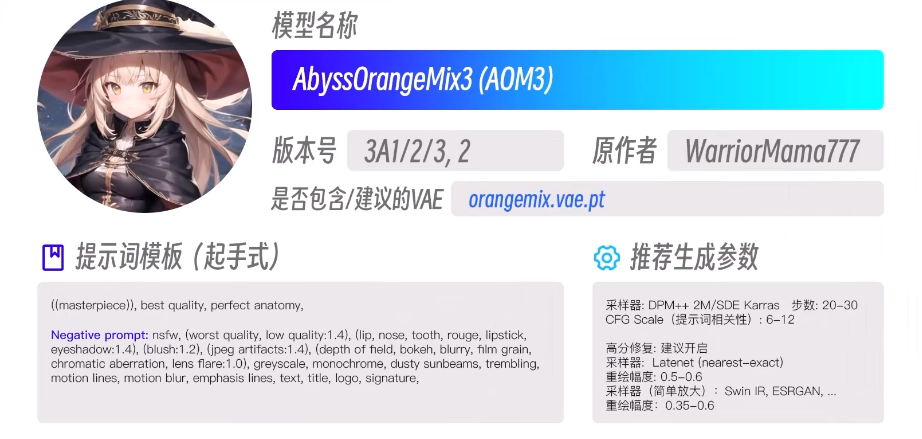 模型名称
AbyssOrangeMix3 (AOM3)
版本号 3A1/2/3, 2 原作者 WarriorMama777
是否包含/建议的VAE orangemix.vae.pt
提示词模板（起手式）
((masterpiece)), best quality, perfect anatomy,
Negative prompt: nsfw, (worst quality, low quality:1.4), (lip, nose, tooth, rouge, lipstick,
eyeshadow:1.4), (blush:1.2), (jpeg artifacts:1.4), (depth of field, bokeh, blurry, film grain,
chromatic aberration, lens flare:1.0), greyscale, monochrome, dusty sunbeams, trembling,
motion lines, motion blur, emphasis lines, text, title, logo, signature,
推荐生成参数
采样器: DPM++ 2M/SDE Karras 步数: 20-30
CFG Scale（提示词相关性）: 6-12
高分修复: 建议开启
采样器: Latenet (nearest-exact)
重绘幅度: 0.5-0.6
采样器（简单放大）: Swin IR, ESRGAN, ...
重绘幅度: 0.35-0.6